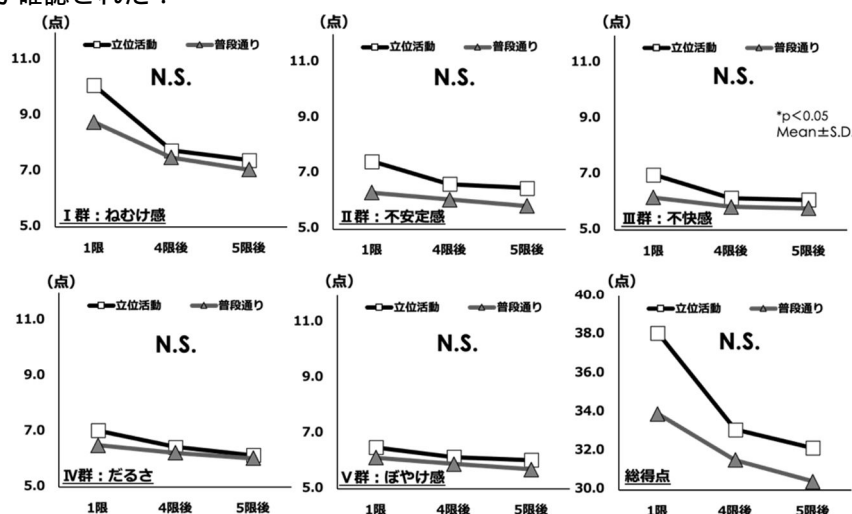 確認された。
(点)
立位活動 普段通り
N.S.
11.0
9.0
7.0
5.0
Ⅰ群：ねむけ感
1限 4限後 5限後
(点)
立位活動 普段通り
N.S.
11.0
9.0
7.0
5.0
Ⅱ群：不安定感
1限 4限後 5限後
(点)
立位活動 普段通り
N.S.
11.0
*p＜0.05
Mean±S.D.
9.0
7.0
5.0
Ⅲ群：不快感
1限 4限後 5限後
(点)
立位活動 普段通り
N.S.
11.0
9.0
7.0
5.0
Ⅳ群：だるさ
1限 4限後 5限後
(点)
立位活動 普段通り
N.S.
11.0
9.0
7.0
5.0
Ⅴ群：ぼやけ感
1限 4限後 5限後
(点)
立位活動 普段通り
N.S.
40.0
38.0
36.0
34.0
32.0
30.0
総得点
1限 4限後 5限後